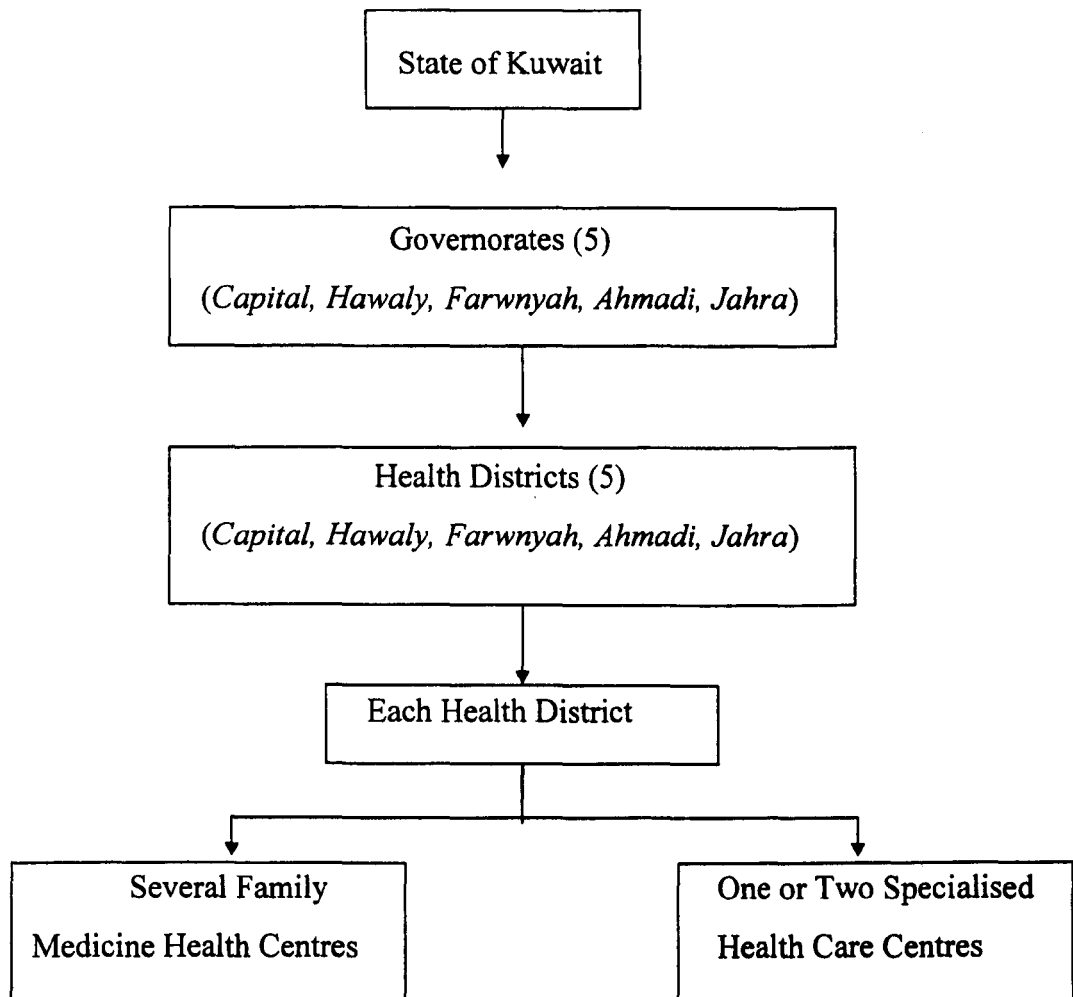 State of Kuwait
Governorates (5)
(Capital, Hawaly, Farwnyah, Ahmadi, Jahra)
Health Districts (5)
(Capital, Hawaly, Farwnyah, Ahmadi, Jahra)
Each Health District
Several Family
Medicine Health Centres
One or Two Specialised
Health Care Centres